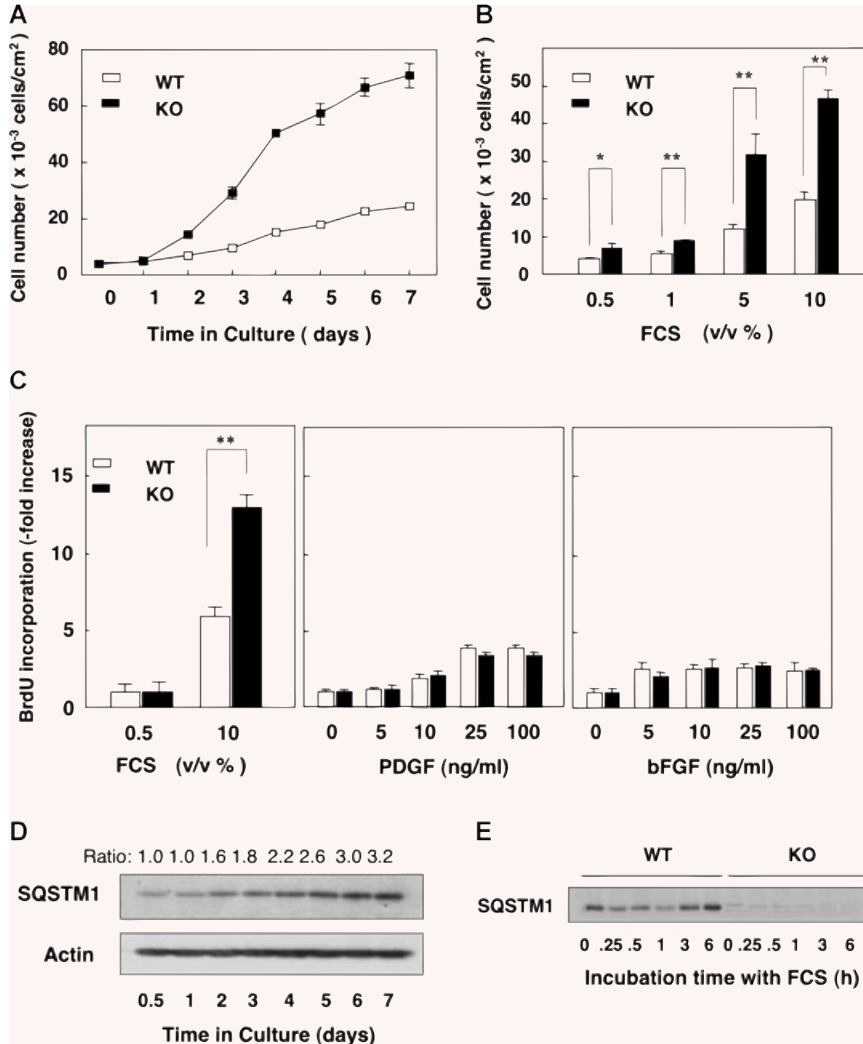 A
Cell number ( x 10⁻³ cells/cm² )
80
60
40
20
0
WT
KO
0 1 2 3 4 5 6 7
Time in Culture ( days )
B
Cell number ( x 10⁻³ cells/cm² )
50
40
30
20
10
0
WT
KO
* ** ** **
0.5 1 5 10
FCS (v/v % )
C
BrdU incorporation (-fold increase)
15
10
5
0
WT
KO
**
0.5 10
FCS (v/v % )
0 5 10 25 100
PDGF (ng/ml)
0 5 10 25 100
bFGF (ng/ml)
D
Ratio: 1.0 1.0 1.6 1.8 2.2 2.6 3.0 3.2
SQSTM1
Actin
0.5 1 2 3 4 5 6 7
Time in Culture (days)
E
WT KO
SQSTM1
0 .25 .5 1 3 6 0 .25 .5 1 3 6
Incubation time with FCS (h)